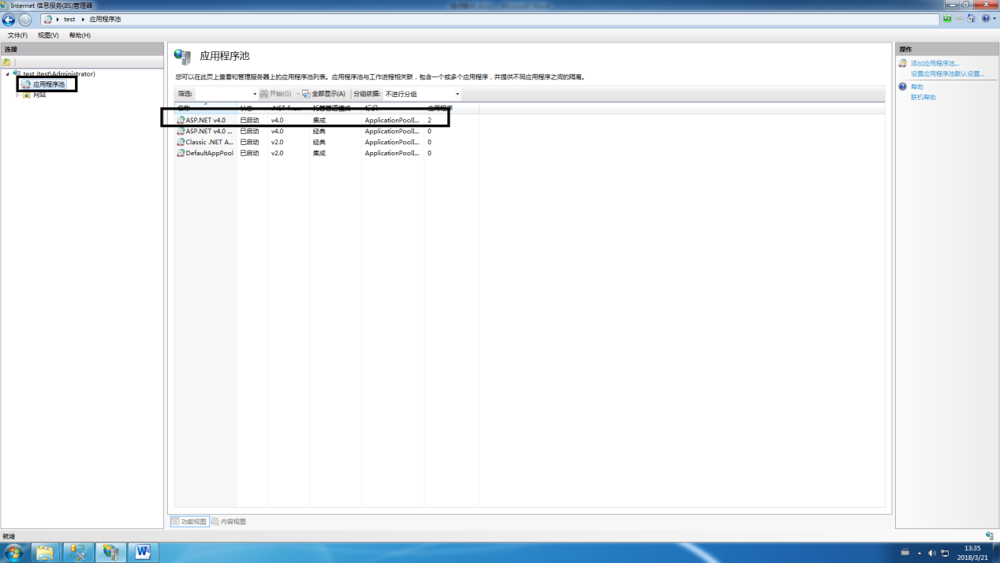 Internet 信息服务(IIS)管理器
test
应用程序池
文件(F) 视图(V) 帮助(H)
连接
test (test\Administrator)
应用程序池
网站
应用程序池
您可以在此页上查看和管理服务器上的应用程序池列表。应用程序池与工作进程相关联，包含一个或多个应用程序，并提供不同应用程序之间的隔离。
筛选: 开始(G) 全部显示(A) 分组依据: 不进行分组
名称 状态 .NET F... 托管管道模式 标识 应用程序
ASP.NET v4.0 已启动 v4.0 集成 ApplicationPoolI... 2
ASP.NET v4.0 ... 已启动 v4.0 经典 ApplicationPoolI... 0
Classic .NET A... 已启动 v2.0 经典 ApplicationPoolI... 0
DefaultAppPool 已启动 v2.0 集成 ApplicationPoolI... 0
功能视图 内容视图
操作
添加应用程序池...
设置应用程序池默认设置...
帮助
联机帮助
就绪
13:35
2018/3/21